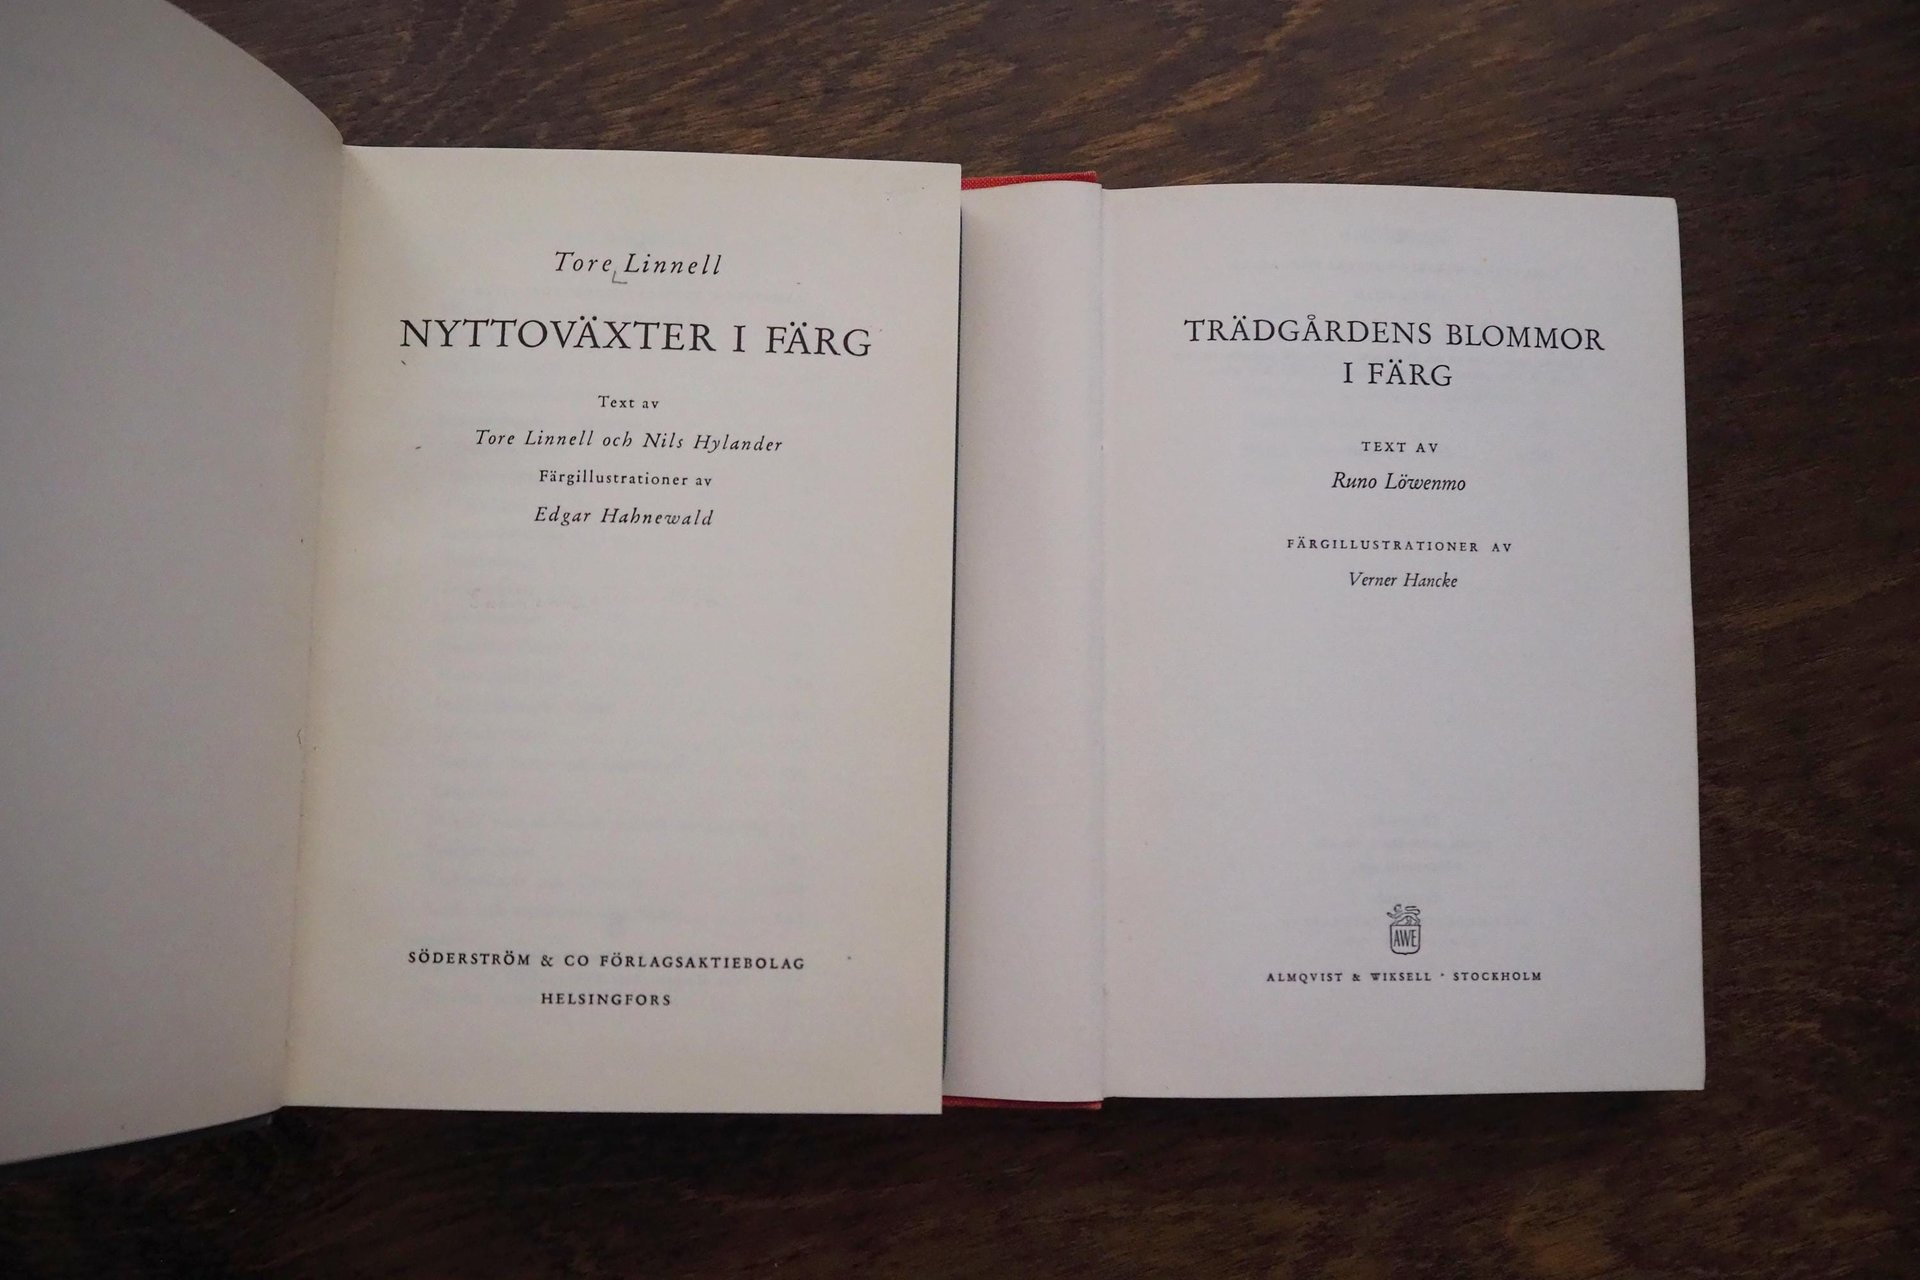 Tore Linnell
NYTTOVÄXTER I FÄRG
Text av
Tore Linnell och Nils Hylander
Färgillustrationer av
Edgar Hahnewald
SÖDERSTRÖM & CO FÖRLAGSAKTIEBOLAG
HELSINGFORS
TRÄDGÅRDENS BLOMMOR
I FÄRG
TEXT AV
Runo Löwenmo
FÄRGILLUSTRATIONER AV
Verner Hancke
AWE
ALMQVIST & WIKSELL · STOCKHOLM